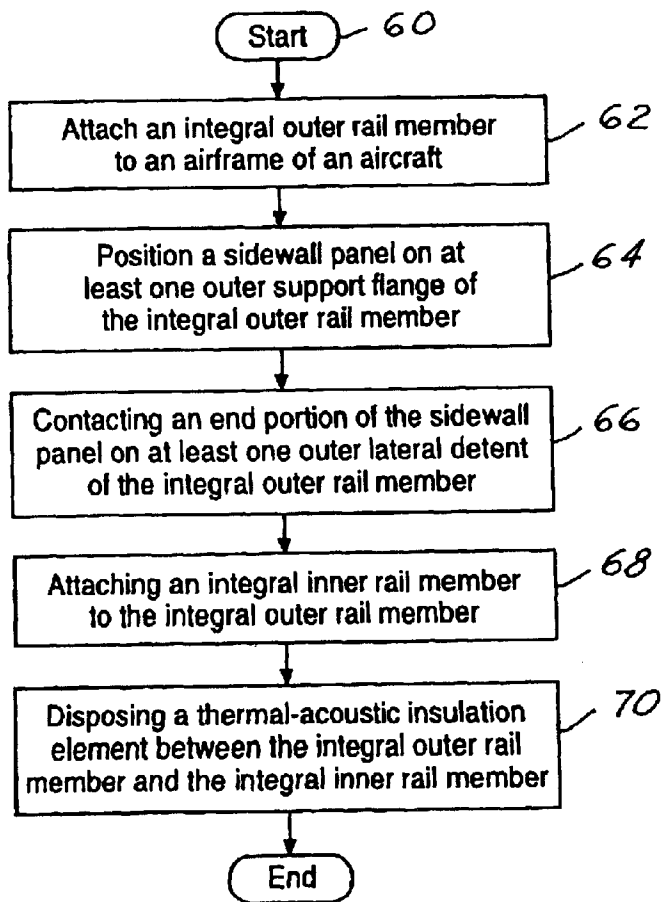 Start 60
Attach an integral outer rail member 62
to an airframe of an aircraft
Position a sidewall panel on at 64
least one outer support flange of
the integral outer rail member
Contacting an end portion of the sidewall 66
panel on at least one outer lateral detent
of the integral outer rail member
Attaching an integral inner rail member 68
to the integral outer rail member
Disposing a thermal-acoustic insulation 70
element between the integral outer rail
member and the integral inner rail member
End